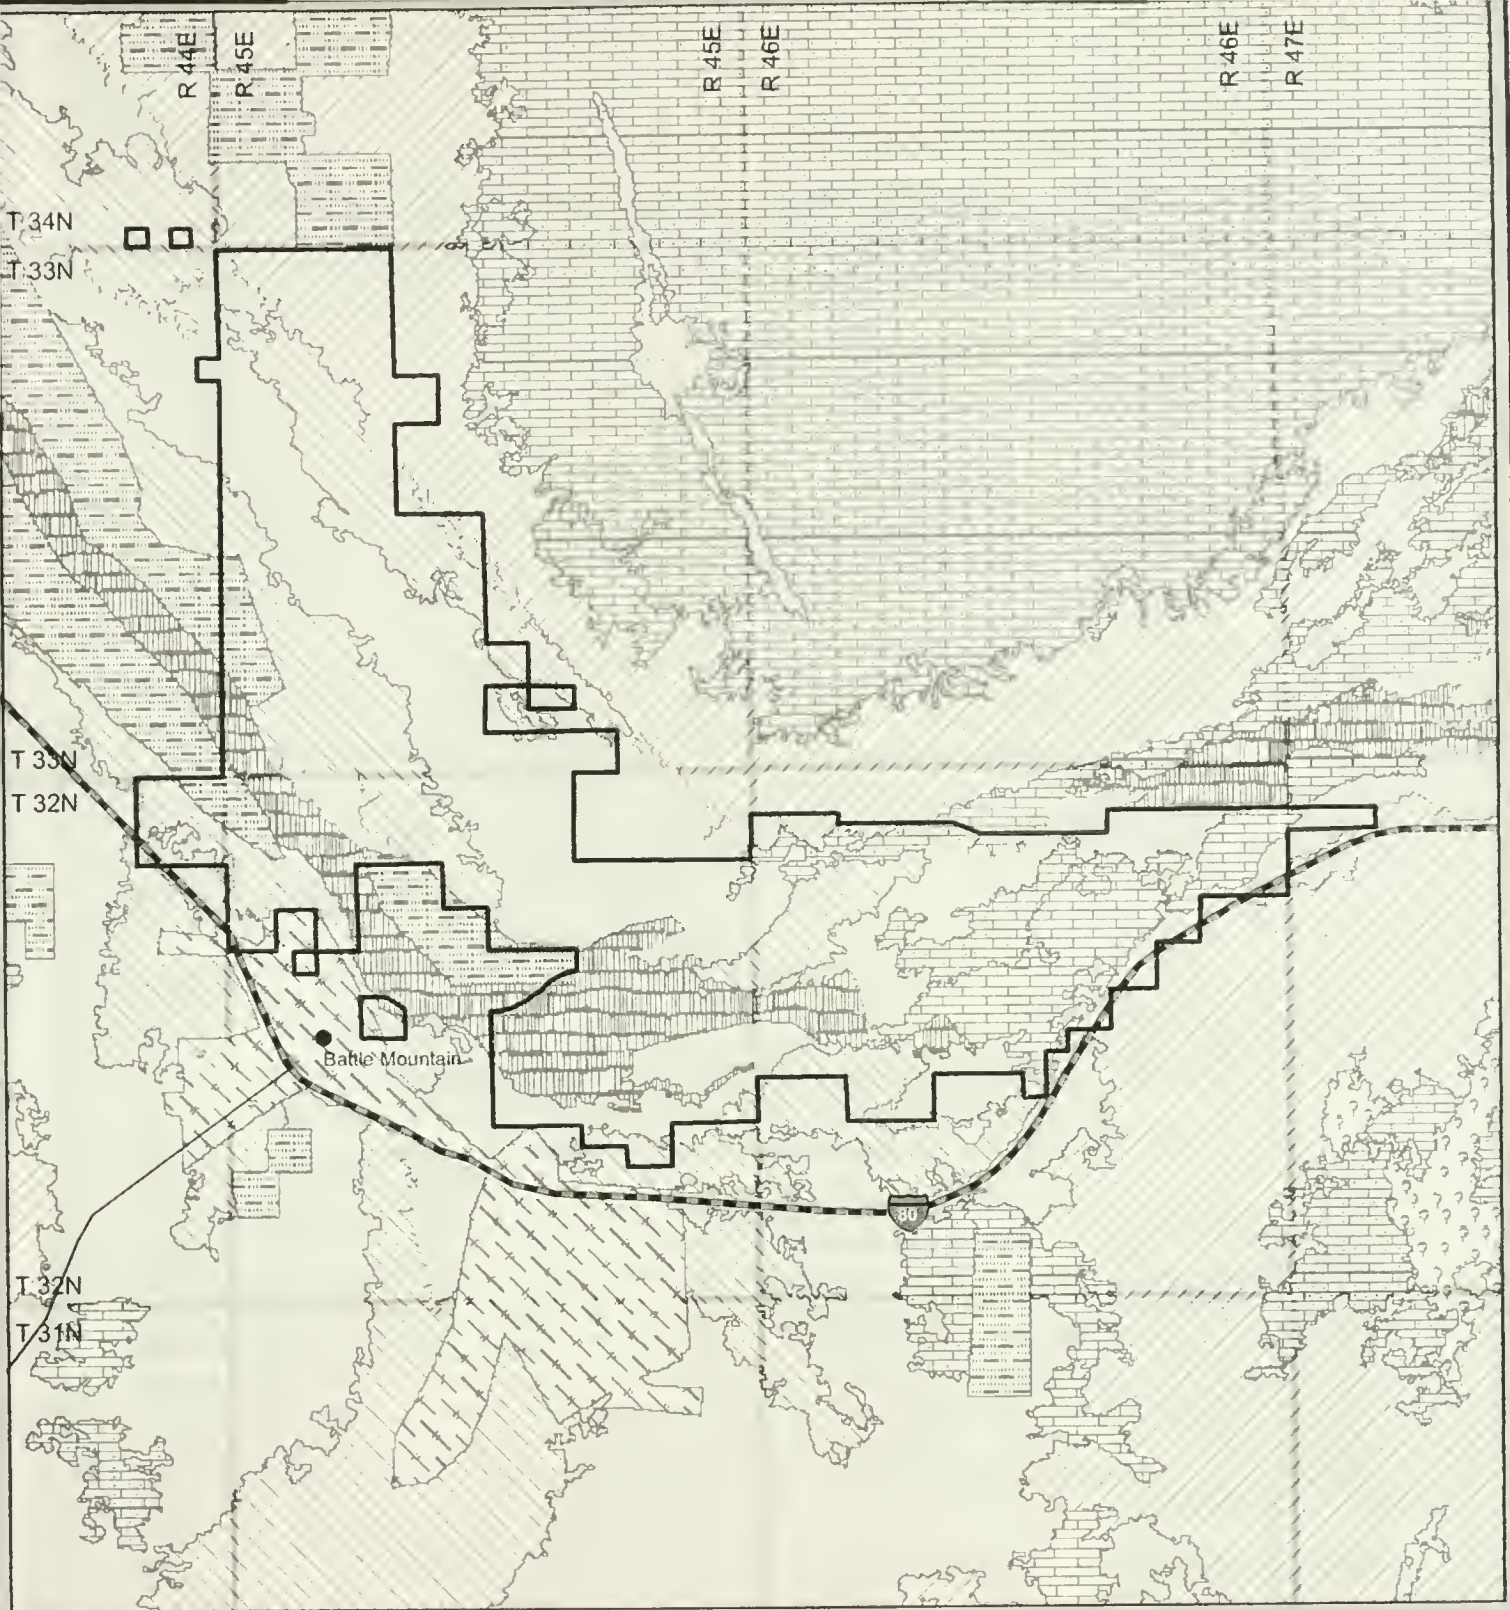 R 44E
R 45E
R 45E
R 46E
R 46E
R 47E
T 34N
T 33N
T 33N
T 32N
Battle Mountain
80
T 32N
T 31N